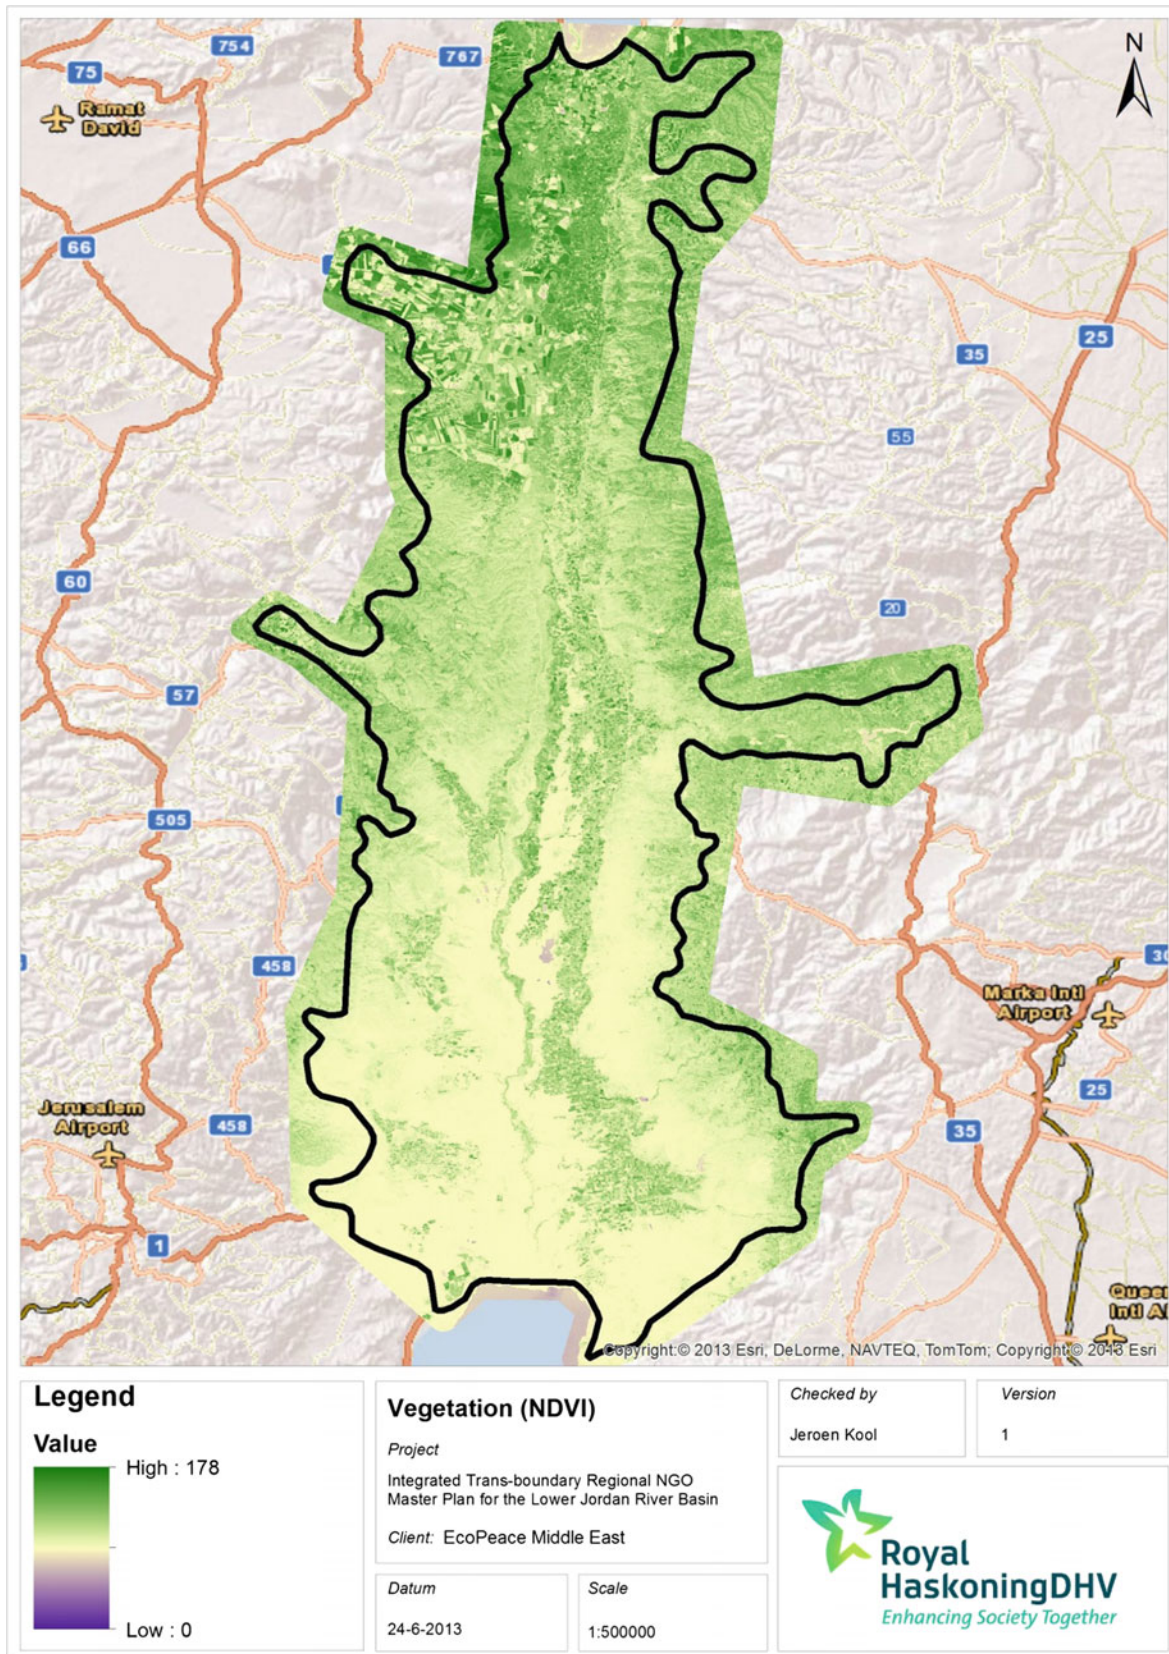 754
767
75
Ramat
David
N
66
25
35
55
60
20
57
505
458
30
Marka Intl
Airport
25
Jerusalem
Airport
458
35
1
Queen
Intl A
Copyright:© 2013 Esri, DeLorme, NAVTEQ, TomTom; Copyright:© 2013 Esri
Legend
Value
High : 178
Low : 0
Vegetation (NDVI)
Project
Integrated Trans-boundary Regional NGO
Master Plan for the Lower Jordan River Basin
Client: EcoPeace Middle East
Datum
24-6-2013
Scale
1:500000
Checked by
Jeroen Kool
Version
1
Royal
HaskoningDHV
Enhancing Society Together